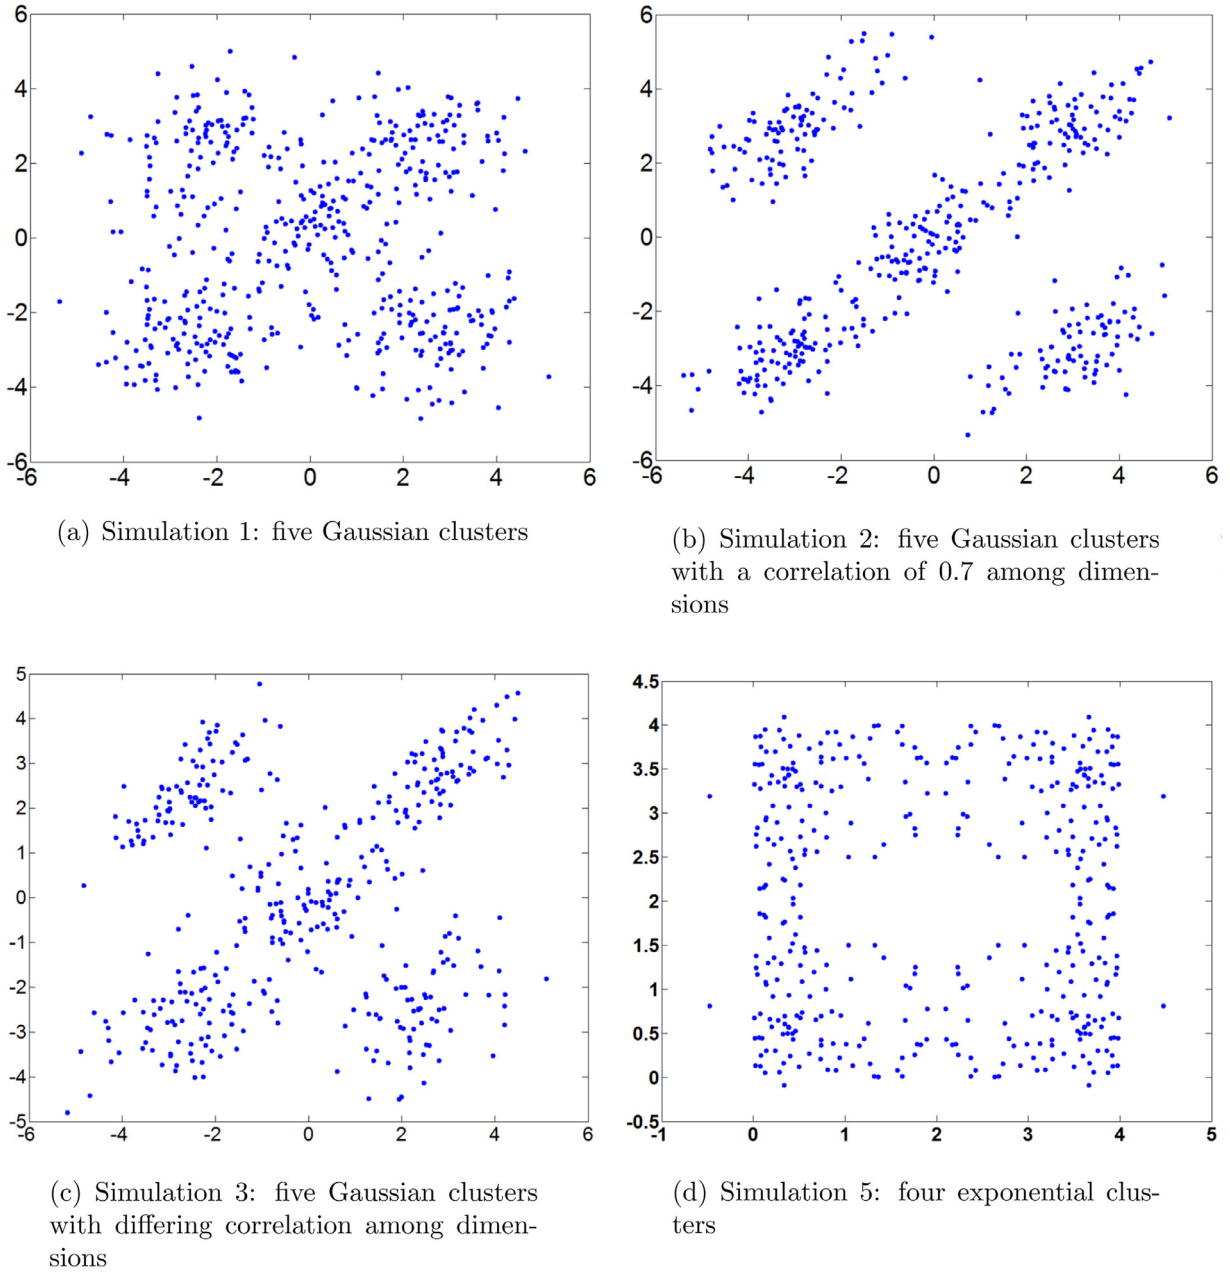 6
4
2
0
-2
-4
-6
-6 -4 -2 0 2 4 6
(a) Simulation 1: five Gaussian clusters
6
4
2
0
-2
-4
-6
-6 -4 -2 0 2 4 6
(b) Simulation 2: five Gaussian clusters
with a correlation of 0.7 among dimen-
sions
5
4
3
2
1
0
-1
-2
-3
-4
-5
-6 -4 -2 0 2 4 6
(c) Simulation 3: five Gaussian clusters
with differing correlation among dimen-
sions
4.5
4
3.5
3
2.5
2
1.5
1
0.5
0
-0.5
-1 0 1 2 3 4 5
(d) Simulation 5: four exponential clus-
ters